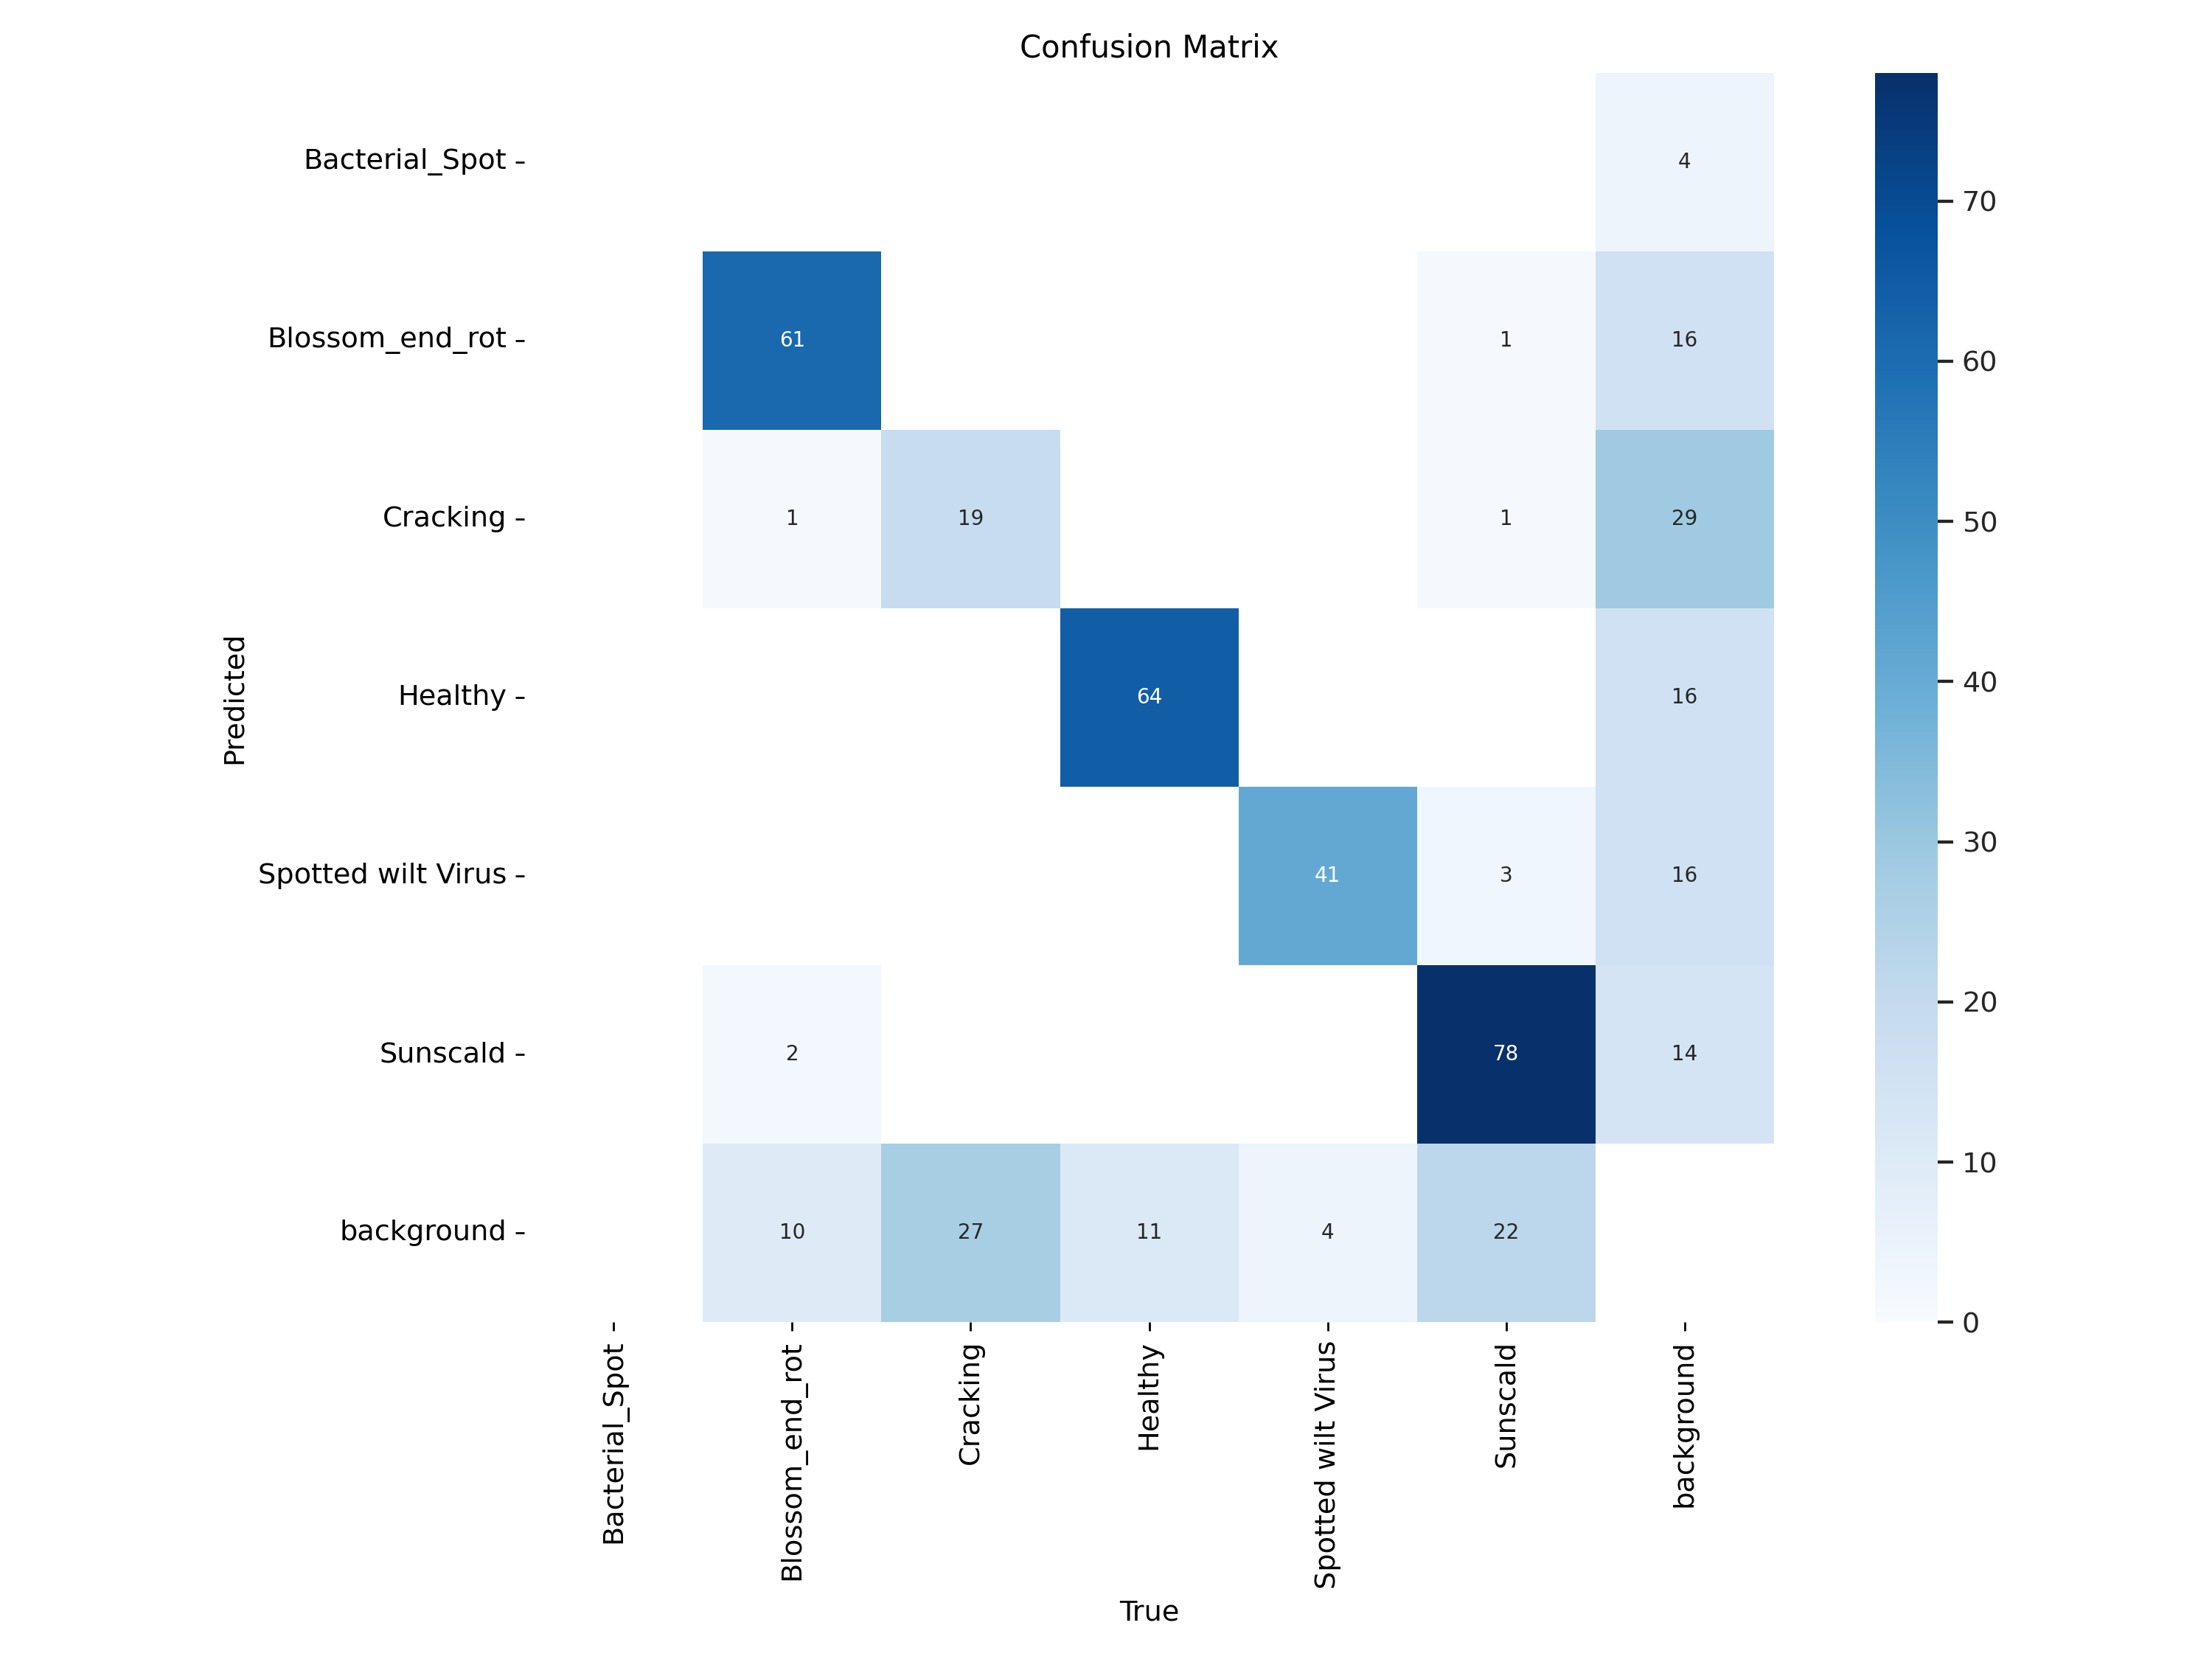 Confusion Matrix
Bacterial_Spot
4
Blossom_end_rot
61
1
16
Cracking
1
19
1
29
Healthy
64
16
Spotted wilt Virus
41
3
16
Sunscald
2
78
14
background
10
27
11
4
22
Predicted
Bacterial_Spot
Blossom_end_rot
Cracking
Healthy
Spotted wilt Virus
Sunscald
background
True
70
60
50
40
30
20
10
0